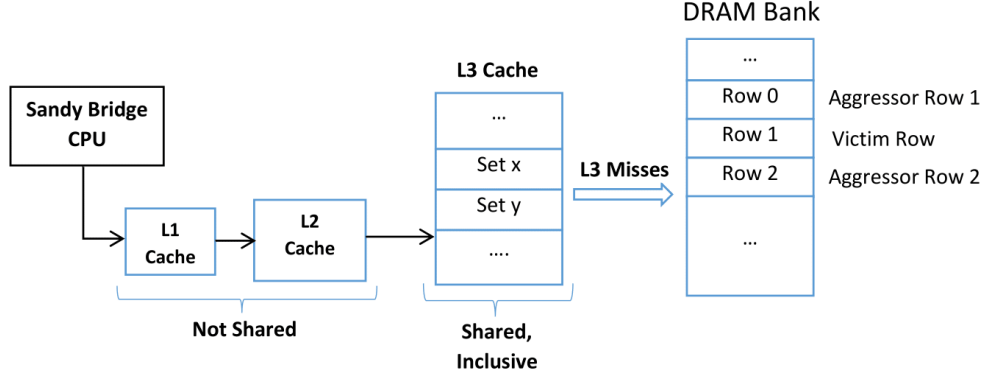 DRAM Bank
...
L3 Cache
Sandy Bridge
CPU
Row 0
Aggressor Row 1
...
Row 1
Victim Row
Set x
L3 Misses
Row 2
Aggressor Row 2
Set y
L1
Cache
L2
Cache
....
...
Not Shared
Shared,
Inclusive